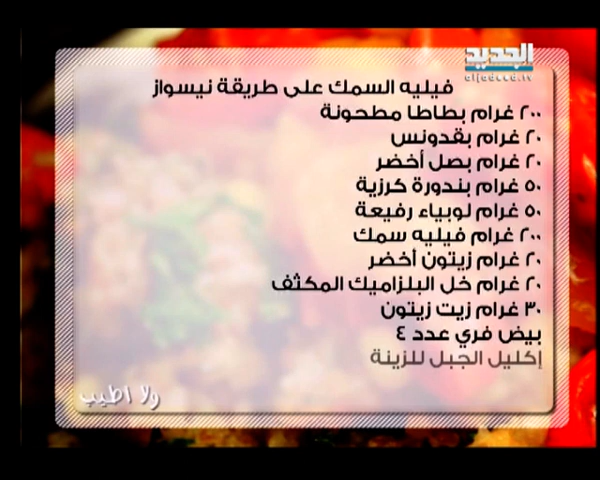 الجديد
aljadeed.tv
فيليه السمك على طريقة نيسواز
٢٠٠ غرام بطاطا مطحونة
٢٠ غرام بقدونس
٢٠ غرام بصل أخضر
٥٠ غرام بندورة كرزية
٥٠ غرام لوبياء رفيعة
٢٠٠ غرام فيليه سمك
٢٠ غرام زيتون أخضر
٢٠ غرام خل البلزاميك المكثف
٣٠ غرام زيت زيتون
بيض فري عدد ٤
إكليل الجبل للزينة
ولا اطيب